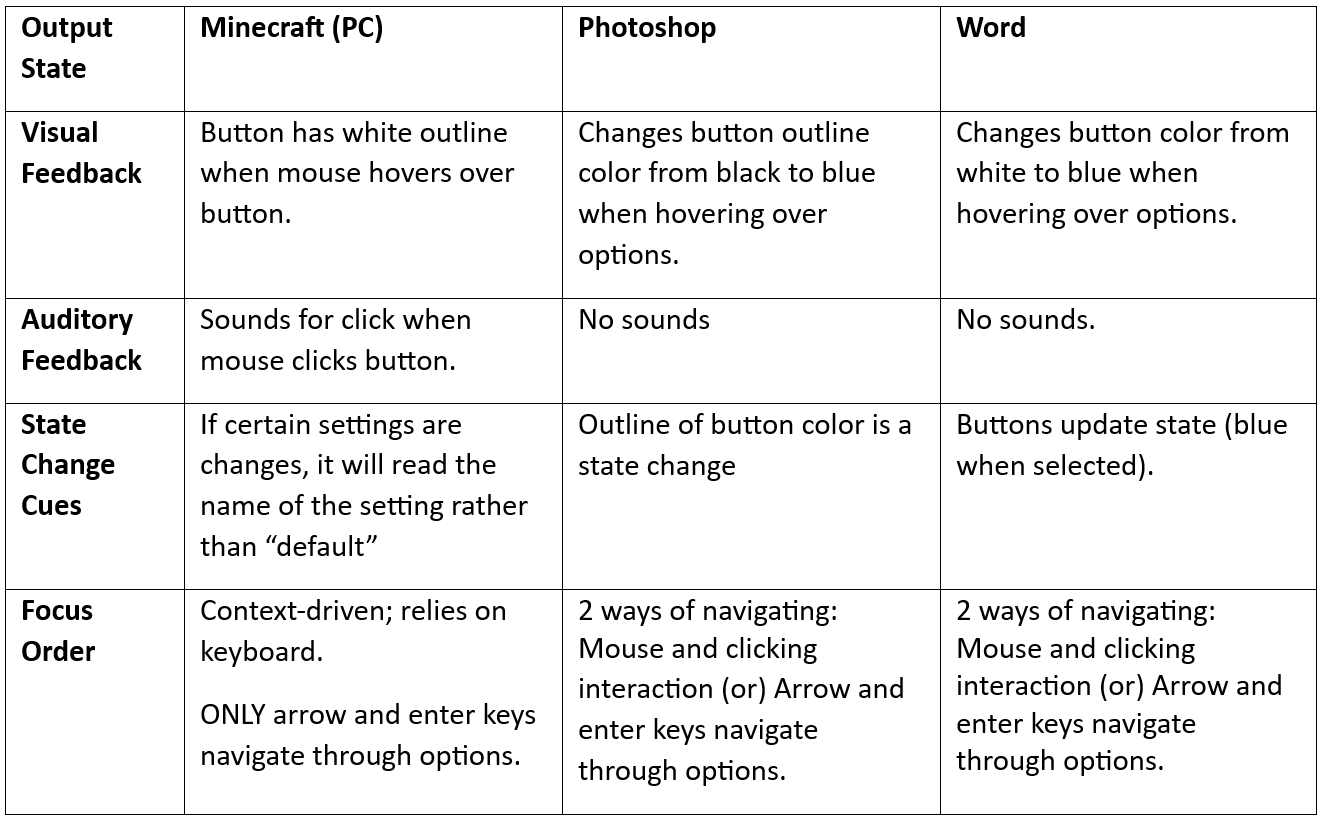 Output
State
Minecraft (PC)
Photoshop
Word
Visual
Feedback
Button has white outline
when mouse hovers over
button.
Changes button outline
color from black to blue
when hovering over
options.
Changes button color from
white to blue when
hovering over options.
Auditory
Feedback
Sounds for click when
mouse clicks button.
No sounds
No sounds.
State
Change
Cues
If certain settings are
changes, it will read the
name of the setting rather
than “default”
Outline of button color is a
state change
Buttons update state (blue
when selected).
Focus
Order
Context-driven; relies on
keyboard.
ONLY arrow and enter keys
navigate through options.
2 ways of navigating:
Mouse and clicking
interaction (or) Arrow and
enter keys navigate
through options.
2 ways of navigating:
Mouse and clicking
interaction (or) Arrow and
enter keys navigate
through options.